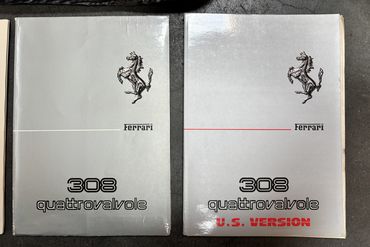 Ferrari
308
quattrovalvole
Ferrari
308
quattrovalvole
U.S. VERSION